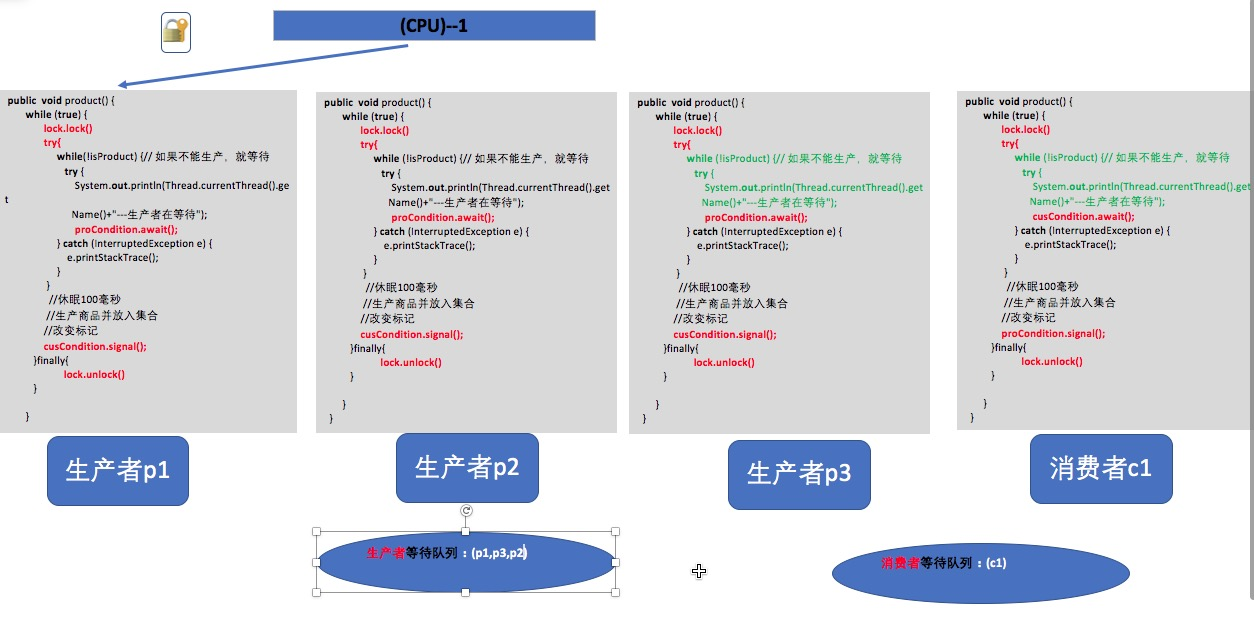 (CPU)--1
public void product() {
while (true) {
lock.lock()
try{
while(!isProduct) {// 如果不能生产，就等待
try {
System.out.println(Thread.currentThread().ge
t
Name()+"---生产者在等待");
proCondition.await();
} catch (InterruptedException e) {
e.printStackTrace();
}
}
//休眠100毫秒
//生产商品并放入集合
//改变标记
cusCondition.signal();
}finally{
lock.unlock()
}
}
生产者p1
public void product() {
while (true) {
lock.lock()
try{
while (!isProduct) {// 如果不能生产，就等待
try {
System.out.println(Thread.currentThread().get
Name()+"---生产者在等待");
proCondition.await();
} catch (InterruptedException e) {
e.printStackTrace();
}
}
//休眠100毫秒
//生产商品并放入集合
//改变标记
cusCondition.signal();
}finally{
lock.unlock()
}
}
}
生产者p2
public void product() {
while (true) {
lock.lock()
try{
while (!isProduct) {// 如果不能生产，就等待
try {
System.out.println(Thread.currentThread().get
Name()+"---生产者在等待");
proCondition.await();
} catch (InterruptedException e) {
e.printStackTrace();
}
}
//休眠100毫秒
//生产商品并放入集合
//改变标记
cusCondition.signal();
}finally{
lock.unlock()
}
}
}
生产者p3
public void product() {
while (true) {
lock.lock()
try{
while (!isProduct) {// 如果不能生产，就等待
try {
System.out.println(Thread.currentThread().get
Name()+"---生产者在等待");
cusCondition.await();
} catch (InterruptedException e) {
e.printStackTrace();
}
}
//休眠100毫秒
//生产商品并放入集合
//改变标记
proCondition.signal();
}finally{
lock.unlock()
}
}
}
消费者c1
生产者等待队列：(p1,p3,p2)
消费者等待队列：(c1)